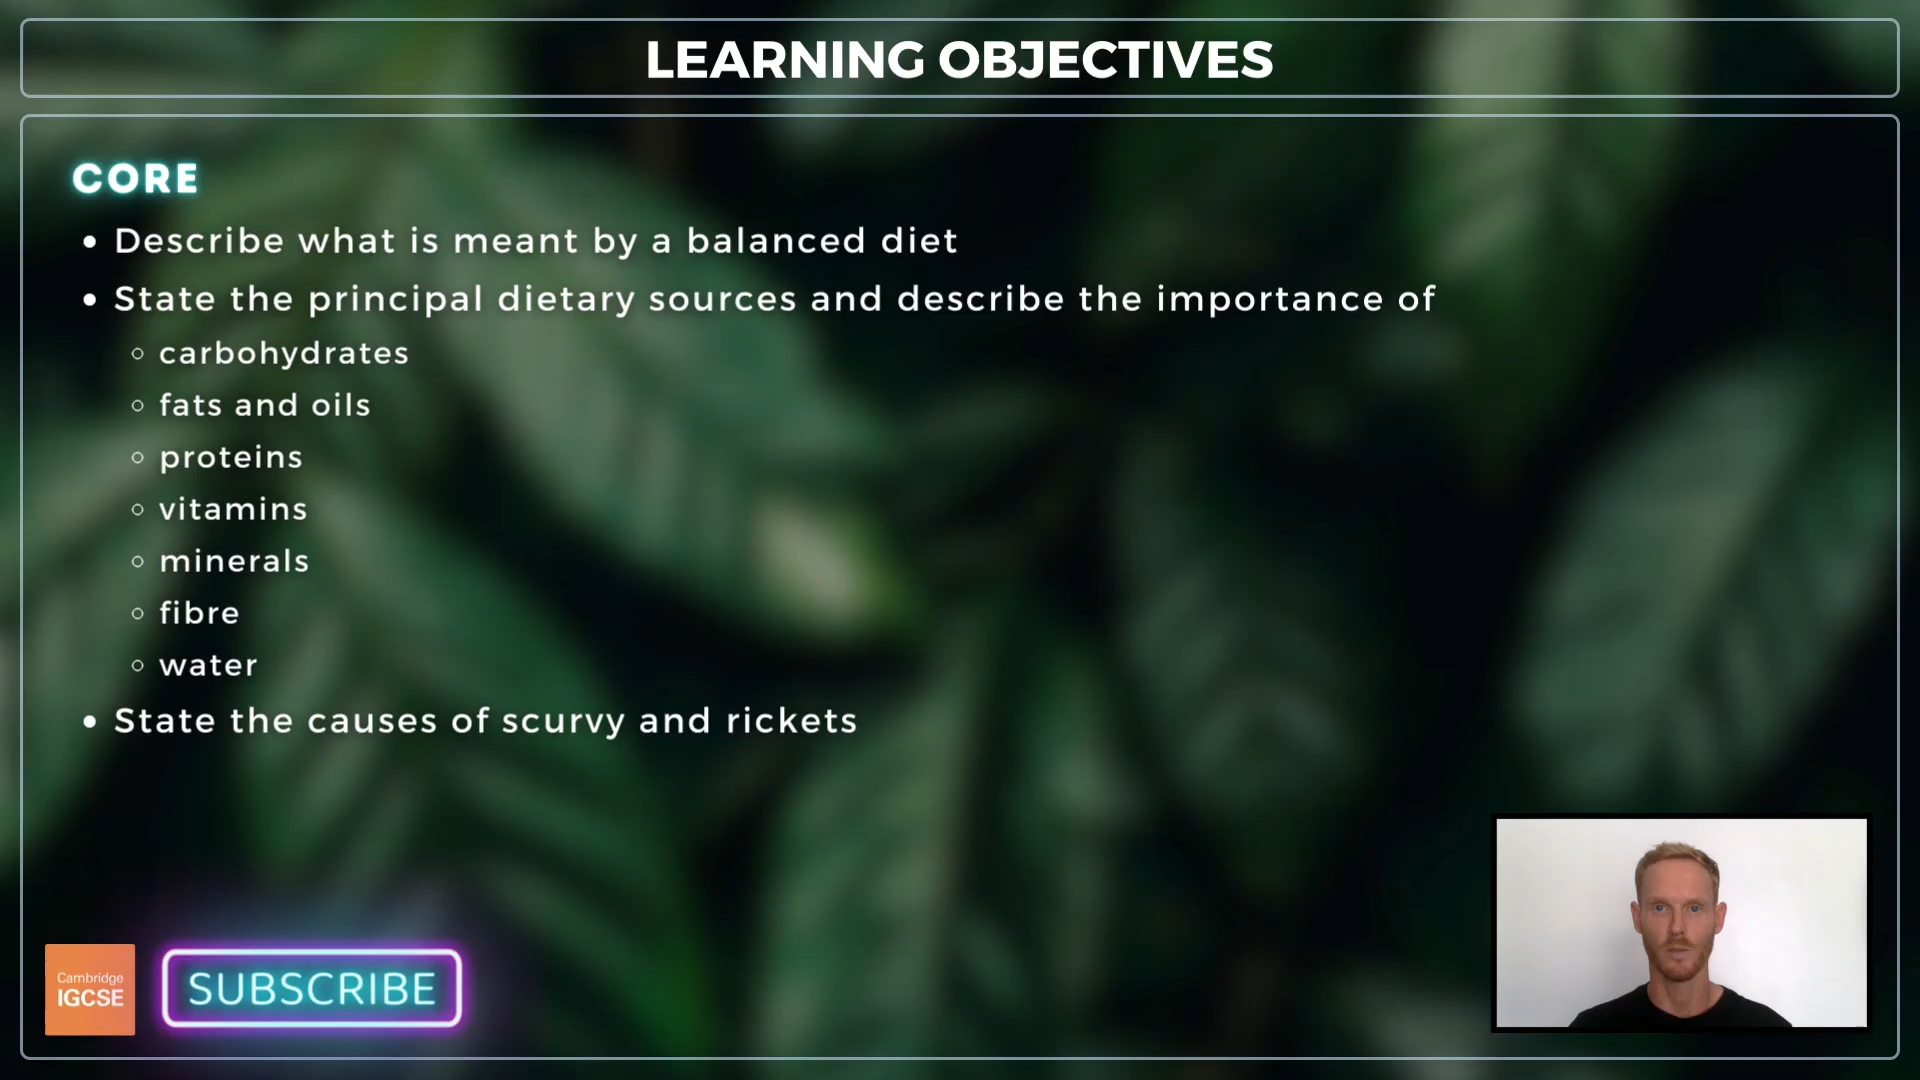 LEARNING OBJECTIVES
CORE
• Describe what is meant by a balanced diet
• State the principal dietary sources and describe the importance of
◦ carbohydrates
◦ fats and oils
◦ proteins
◦ vitamins
◦ minerals
◦ fibre
◦ water
• State the causes of scurvy and rickets
Cambridge
IGCSE
SUBSCRIBE